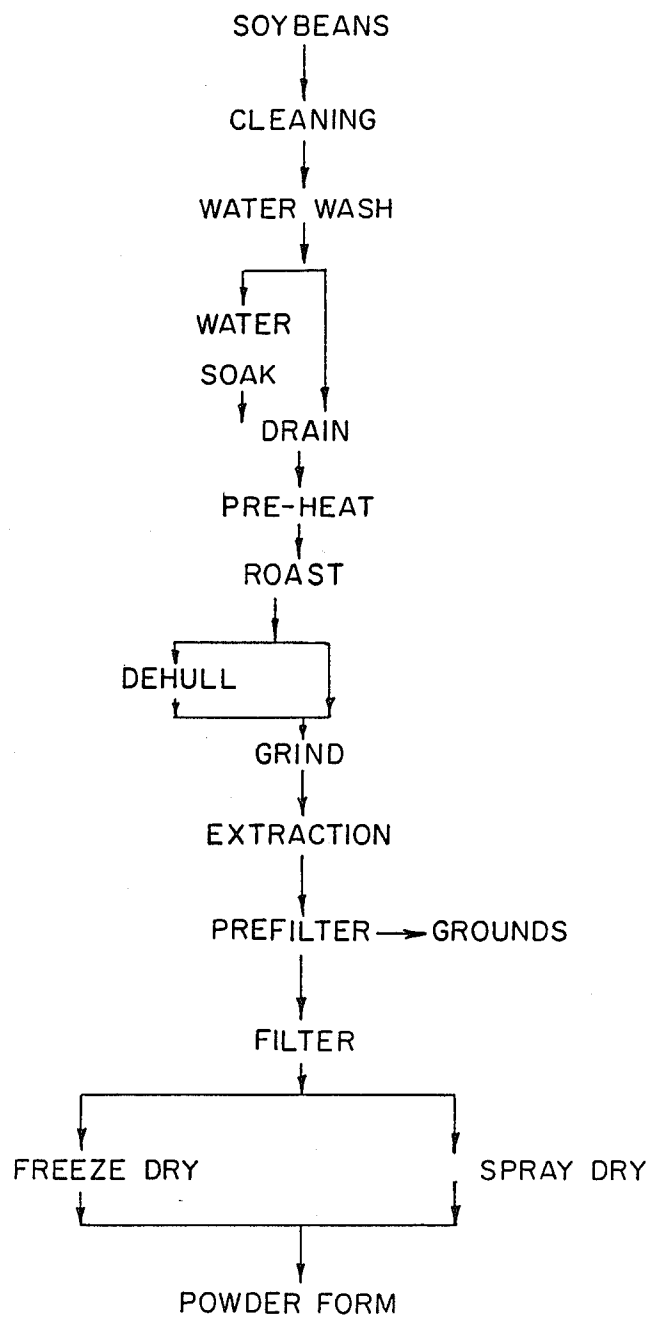 SOYBEANS
CLEANING
WATER WASH
WATER
SOAK
DRAIN
PRE-HEAT
ROAST
DEHULL
GRIND
EXTRACTION
PREFILTER GROUNDS
FILTER
FREEZE DRY SPRAY DRY
POWDER FORM